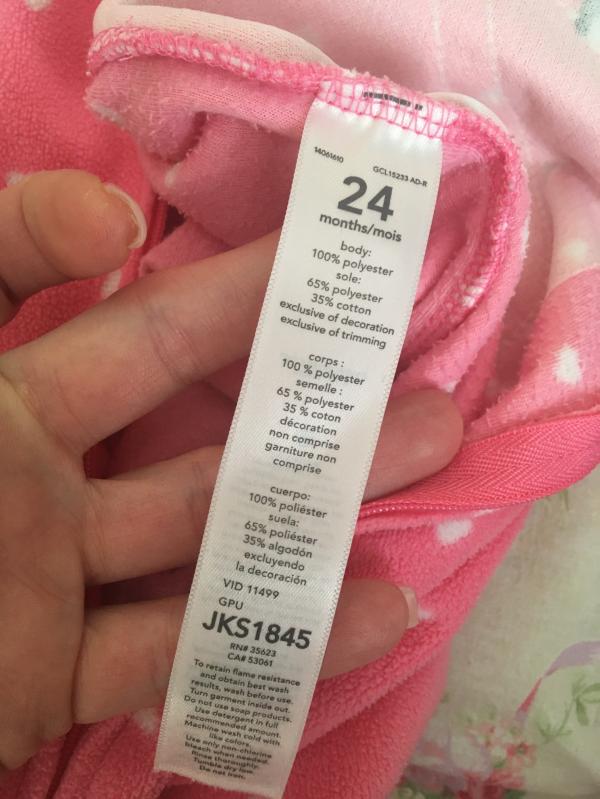 14061610 GCL15233 AD-R
24
months/mois
body:
100% polyester
sole:
65% polyester
35% cotton
exclusive of decoration
exclusive of trimming
corps :
100 % polyester
semelle :
65 % polyester
35 % coton
décoration
non comprise
garniture non
comprise
cuerpo:
100% poliéster
suela:
65% poliéster
35% algodón
excluyendo
la decoración
VID 11499
GPU
JKS1845
RN# 35623
CA# 53061
To retain flame resistance
and obtain best wash
results, wash before use.
Turn garment inside out.
Do not use soap products.
Use detergent in full
recommended amount.
Machine wash cold with
like colors.
Use only non-chlorine
bleach when needed.
Rinse thoroughly.
Tumble dry low.
Do not iron.